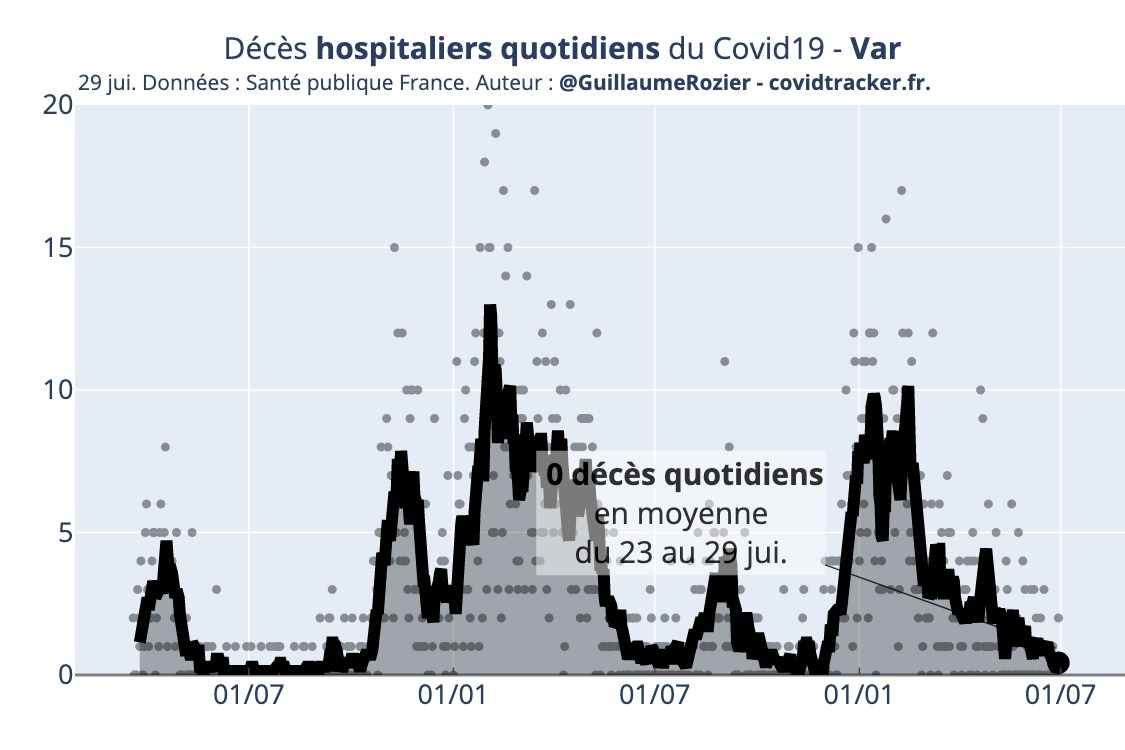 Décès hospitaliers quotidiens du Covid19 - Var
29 jui. Données : Santé publique France. Auteur : @GuillaumeRozier - covidtracker.fr.
20
15
10
5
0
0 décès quotidiens
en moyenne
du 23 au 29 jui.
01/07 01/01 01/07 01/01 01/07